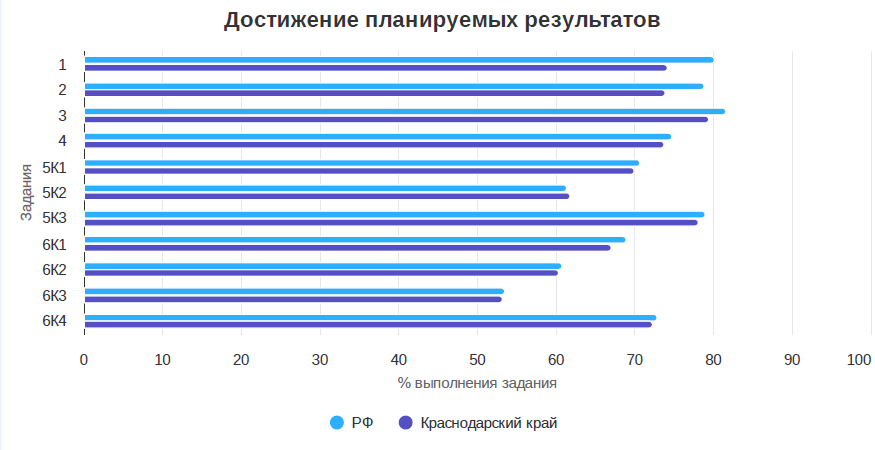 Достижение планируемых результатов
1
2
3
4
5К1
5К2
5К3
6К1
6К2
6К3
6К4
Задания
0 10 20 30 40 50 60 70 80 90 100
% выполнения задания
РФ Краснодарский край